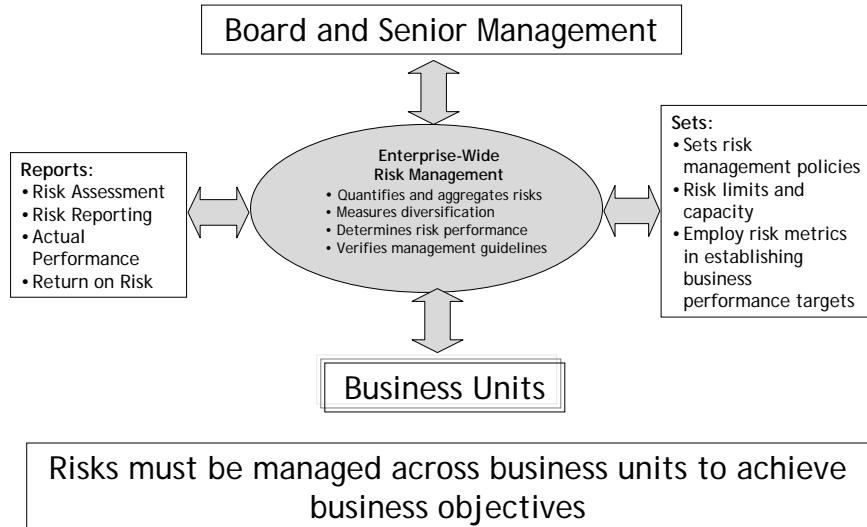 Board and Senior Management
Enterprise-Wide
Risk Management
• Quantifies and aggregates risks
• Measures diversification
• Determines risk performance
• Verifies management guidelines
Reports:
• Risk Assessment
• Risk Reporting
• Actual
Performance
• Return on Risk
Sets:
• Sets risk
management policies
• Risk limits and
capacity
• Employ risk metrics
in establishing
business
performance targets
Business Units
Risks must be managed across business units to achieve
business objectives